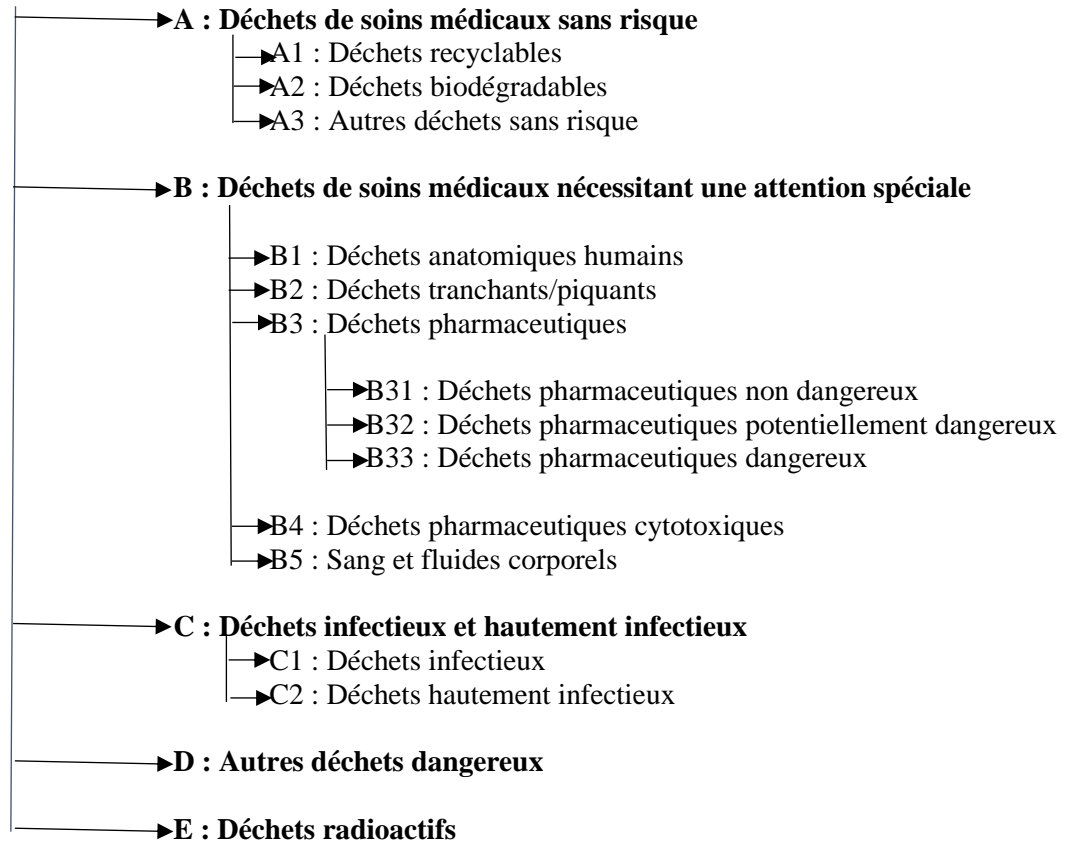 A : Déchets de soins médicaux sans risque
A1 : Déchets recyclables
A2 : Déchets biodégradables
A3 : Autres déchets sans risque
B : Déchets de soins médicaux nécessitant une attention spéciale
B1 : Déchets anatomiques humains
B2 : Déchets tranchants/piquants
B3 : Déchets pharmaceutiques
B31 : Déchets pharmaceutiques non dangereux
B32 : Déchets pharmaceutiques potentiellement dangereux
B33 : Déchets pharmaceutiques dangereux
B4 : Déchets pharmaceutiques cytotoxiques
B5 : Sang et fluides corporels
C : Déchets infectieux et hautement infectieux
C1 : Déchets infectieux
C2 : Déchets hautement infectieux
D : Autres déchets dangereux
E : Déchets radioactifs